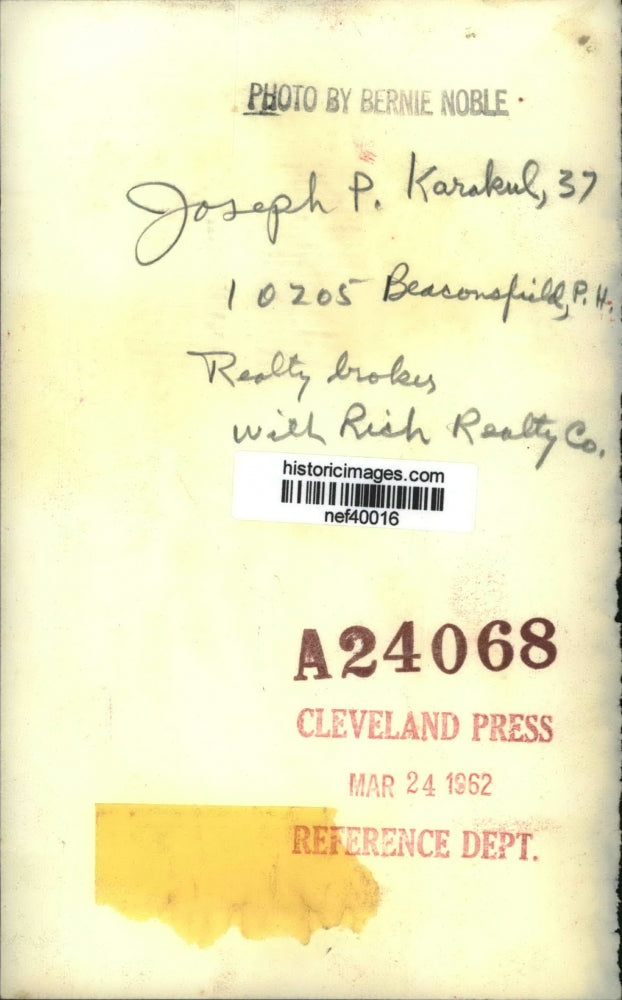 PHOTO BY BERNIE NOBLE
Joseph P. Karakul, 37
10205 Beaconsfield, P. H.
Realty broker
with Rich Realty Co.
historicimages.com
nef40016
A24068
CLEVELAND PRESS
MAR 24 1962
REFERENCE DEPT.